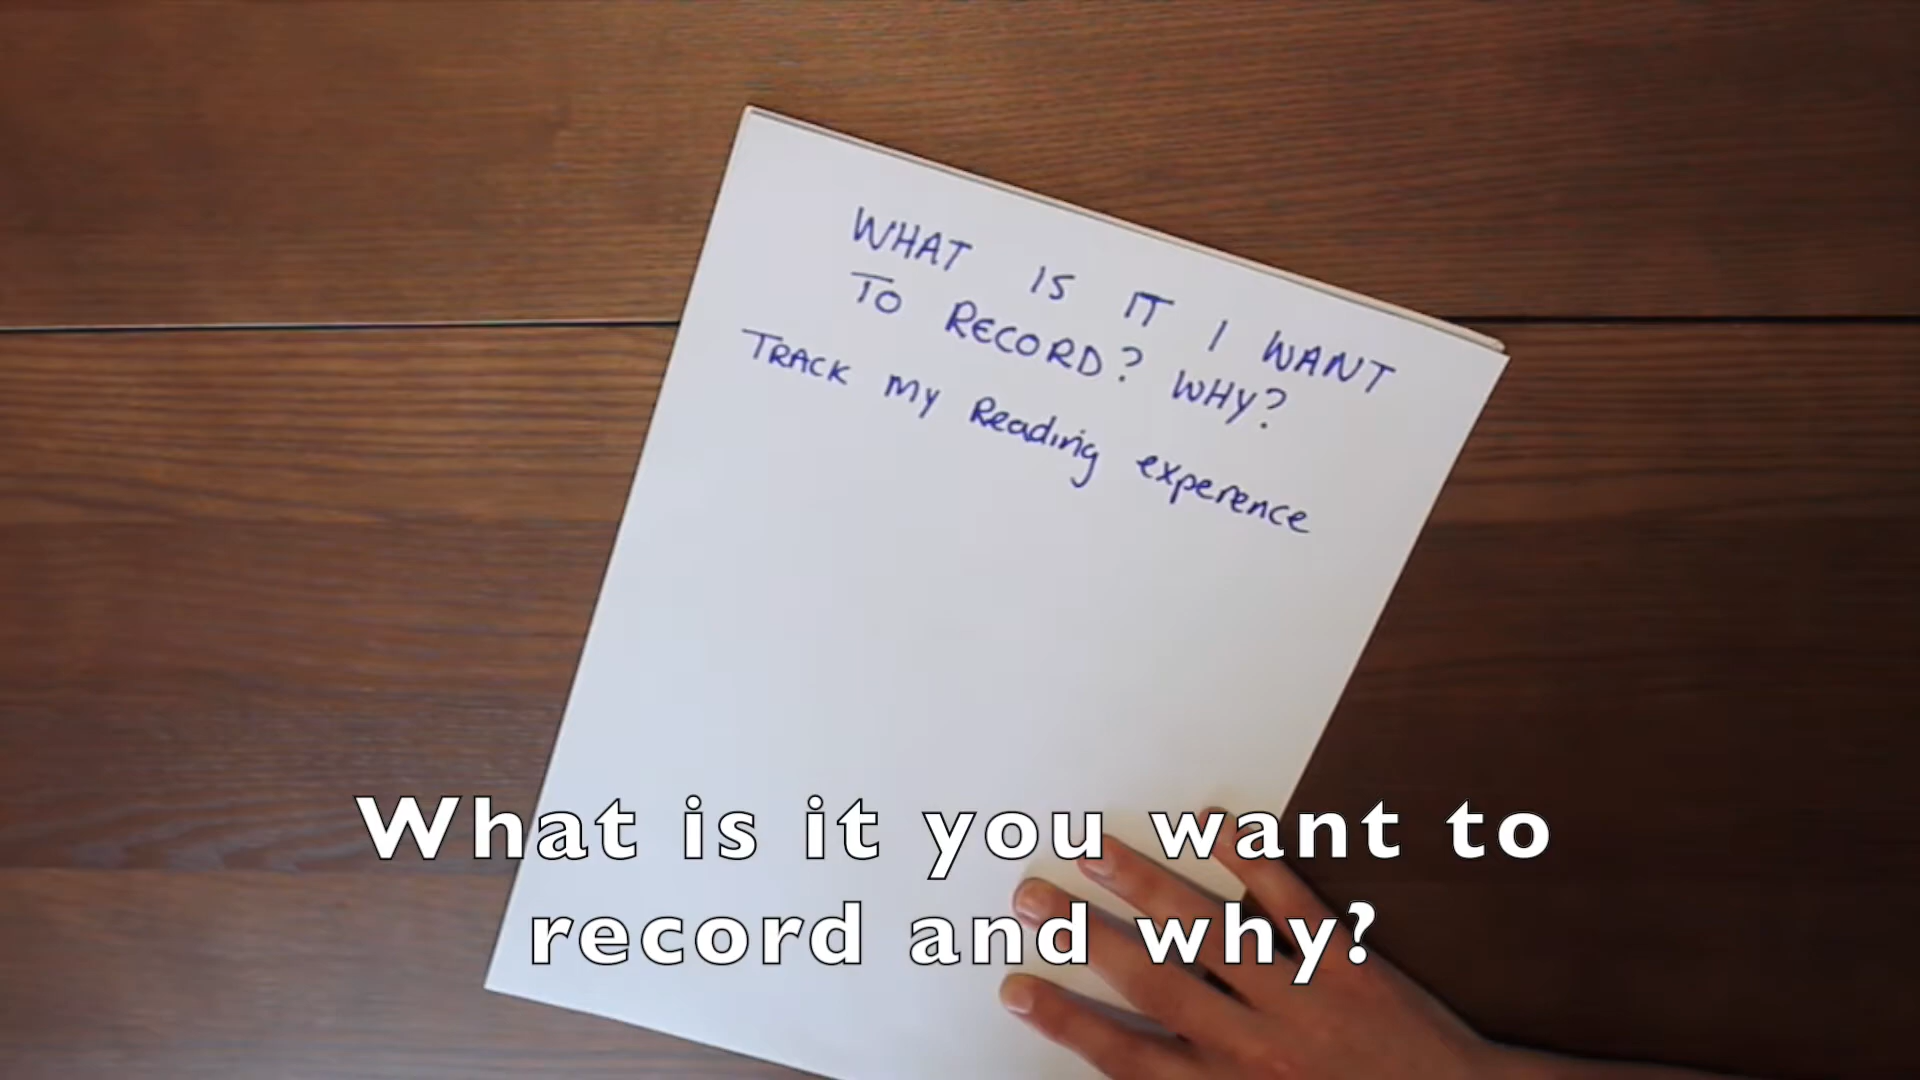 WHAT IS IT I WANT
TO RECORD? WHY?
TRACK MY Reading experence
What is it you want to
record and why?